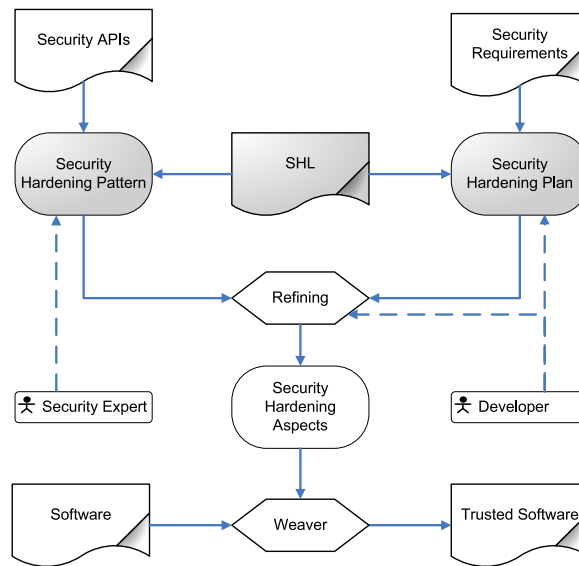 Security APIs
Security
Requirements
Security
Hardening Pattern
SHL
Security
Hardening Plan
Refining
Security Expert
Security
Hardening
Aspects
Developer
Software
Weaver
Trusted Software